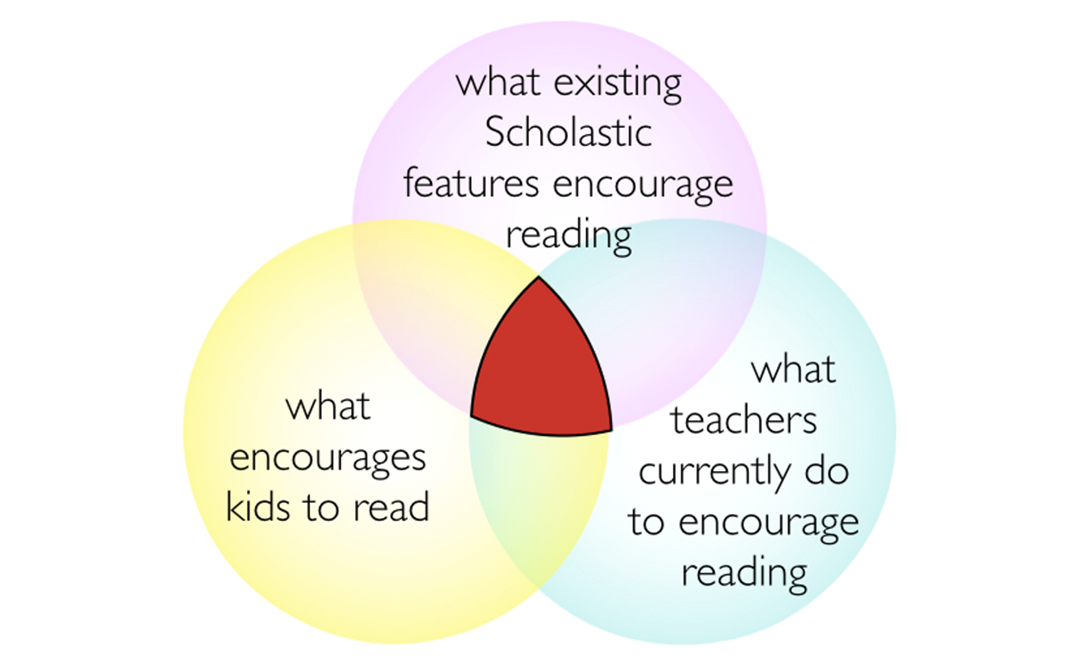 what existing
Scholastic
features encourage
reading
what
encourages
kids to read
what
teachers
currently do
to encourage
reading